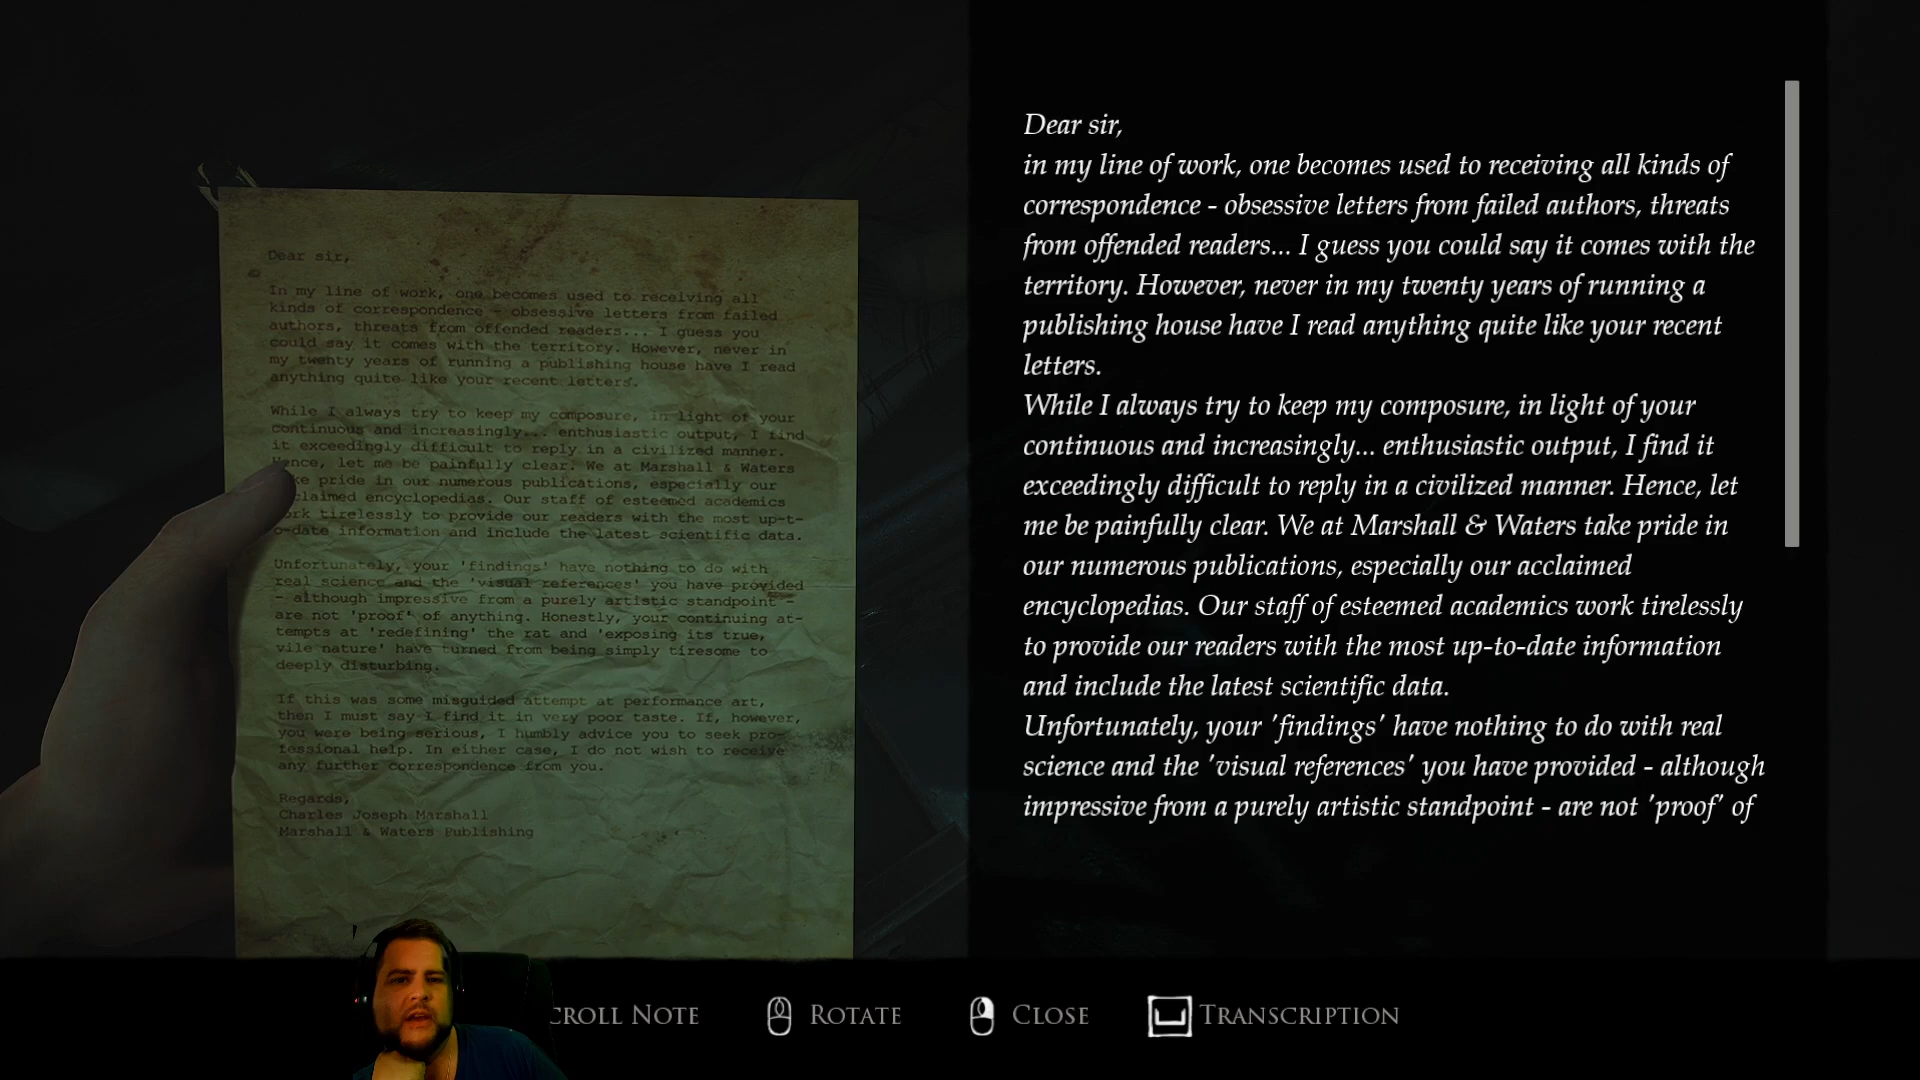 Dear sir,
In my line of work, one becomes used to receiving all
kinds of correspondence - obsessive letters from failed
authors, threats from offended readers... I guess you
could say it comes with the territory. However, never in
my twenty years of running a publishing house have I read
anything quite like your recent letters.
While I always try to keep my composure, in light of your
continuous and increasingly... enthusiastic output, I find
it exceedingly difficult to reply in a civilized manner.
Hence, let me be painfully clear. We at Marshall & Waters
ke pride in our numerous publications, especially our
claimed encyclopedias. Our staff of esteemed academics
ork tirelessly to provide our readers with the most up-t-
o-date information and include the latest scientific data.
Unfortunately, your 'findings' have nothing to do with
real science and the 'visual references' you have provided
- although impressive from a purely artistic standpoint -
are not 'proof' of anything. Honestly, your continuing at-
tempts at 'redefining' the rat and 'exposing its true,
vile nature' have turned from being simply tiresome to
deeply disturbing.
If this was some misguided attempt at performance art,
then I must say I find it in very poor taste. If, however,
you were being serious, I humbly advice you to seek pro-
fessional help. In either case, I do not wish to receive
any further correspondence from you.
Regards,
Charles Joseph Marshall
Marshall & Waters Publishing
Dear sir,
in my line of work, one becomes used to receiving all kinds of
correspondence - obsessive letters from failed authors, threats
from offended readers... I guess you could say it comes with the
territory. However, never in my twenty years of running a
publishing house have I read anything quite like your recent
letters.
While I always try to keep my composure, in light of your
continuous and increasingly... enthusiastic output, I find it
exceedingly difficult to reply in a civilized manner. Hence, let
me be painfully clear. We at Marshall & Waters take pride in
our numerous publications, especially our acclaimed
encyclopedias. Our staff of esteemed academics work tirelessly
to provide our readers with the most up-to-date information
and include the latest scientific data.
Unfortunately, your 'findings' have nothing to do with real
science and the 'visual references' you have provided - although
impressive from a purely artistic standpoint - are not 'proof' of
CROLL NOTE ROTATE CLOSE TRANSCRIPTION